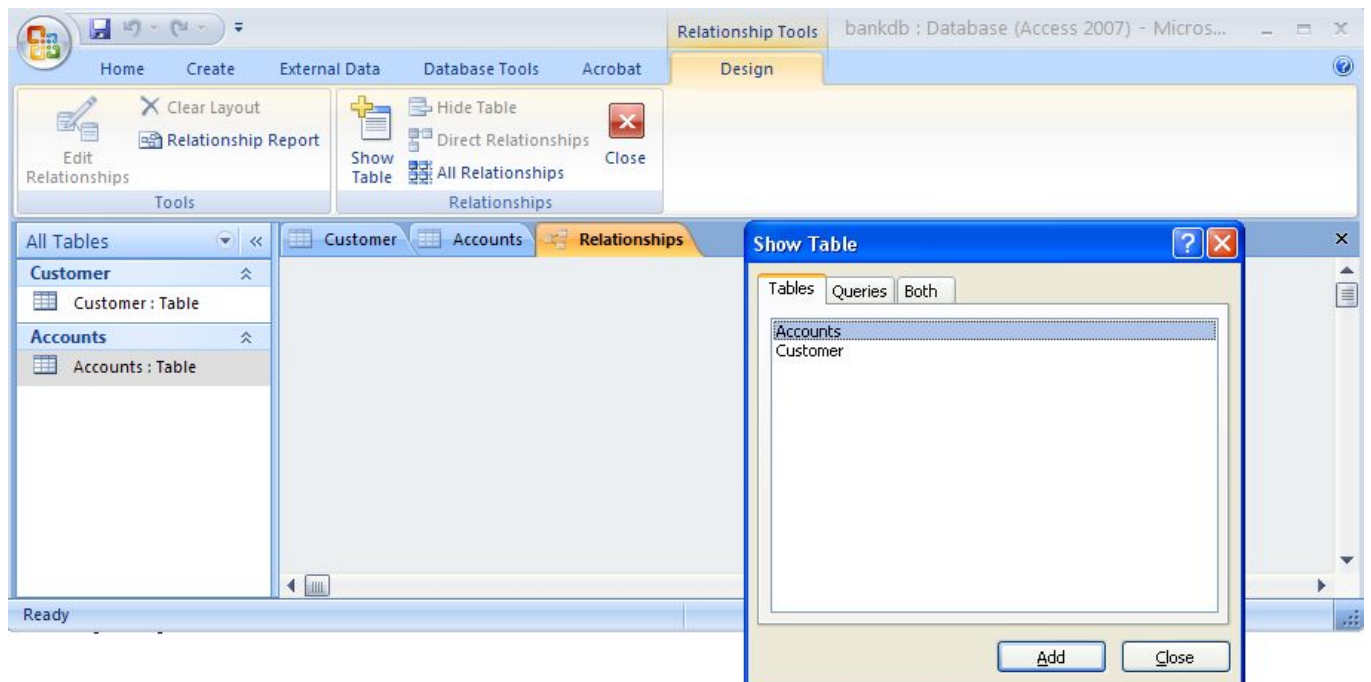 Relationship Tools
bankdb : Database (Access 2007) - Micros...
Home Create External Data Database Tools Acrobat Design
Edit Relationships
Clear Layout
Relationship Report
Tools
Show Table
Hide Table
Direct Relationships
All Relationships
Close
Relationships
All Tables
Customer
Customer : Table
Accounts
Accounts : Table
Customer Accounts Relationships
Show Table
Tables Queries Both
Accounts
Customer
Add Close
Ready